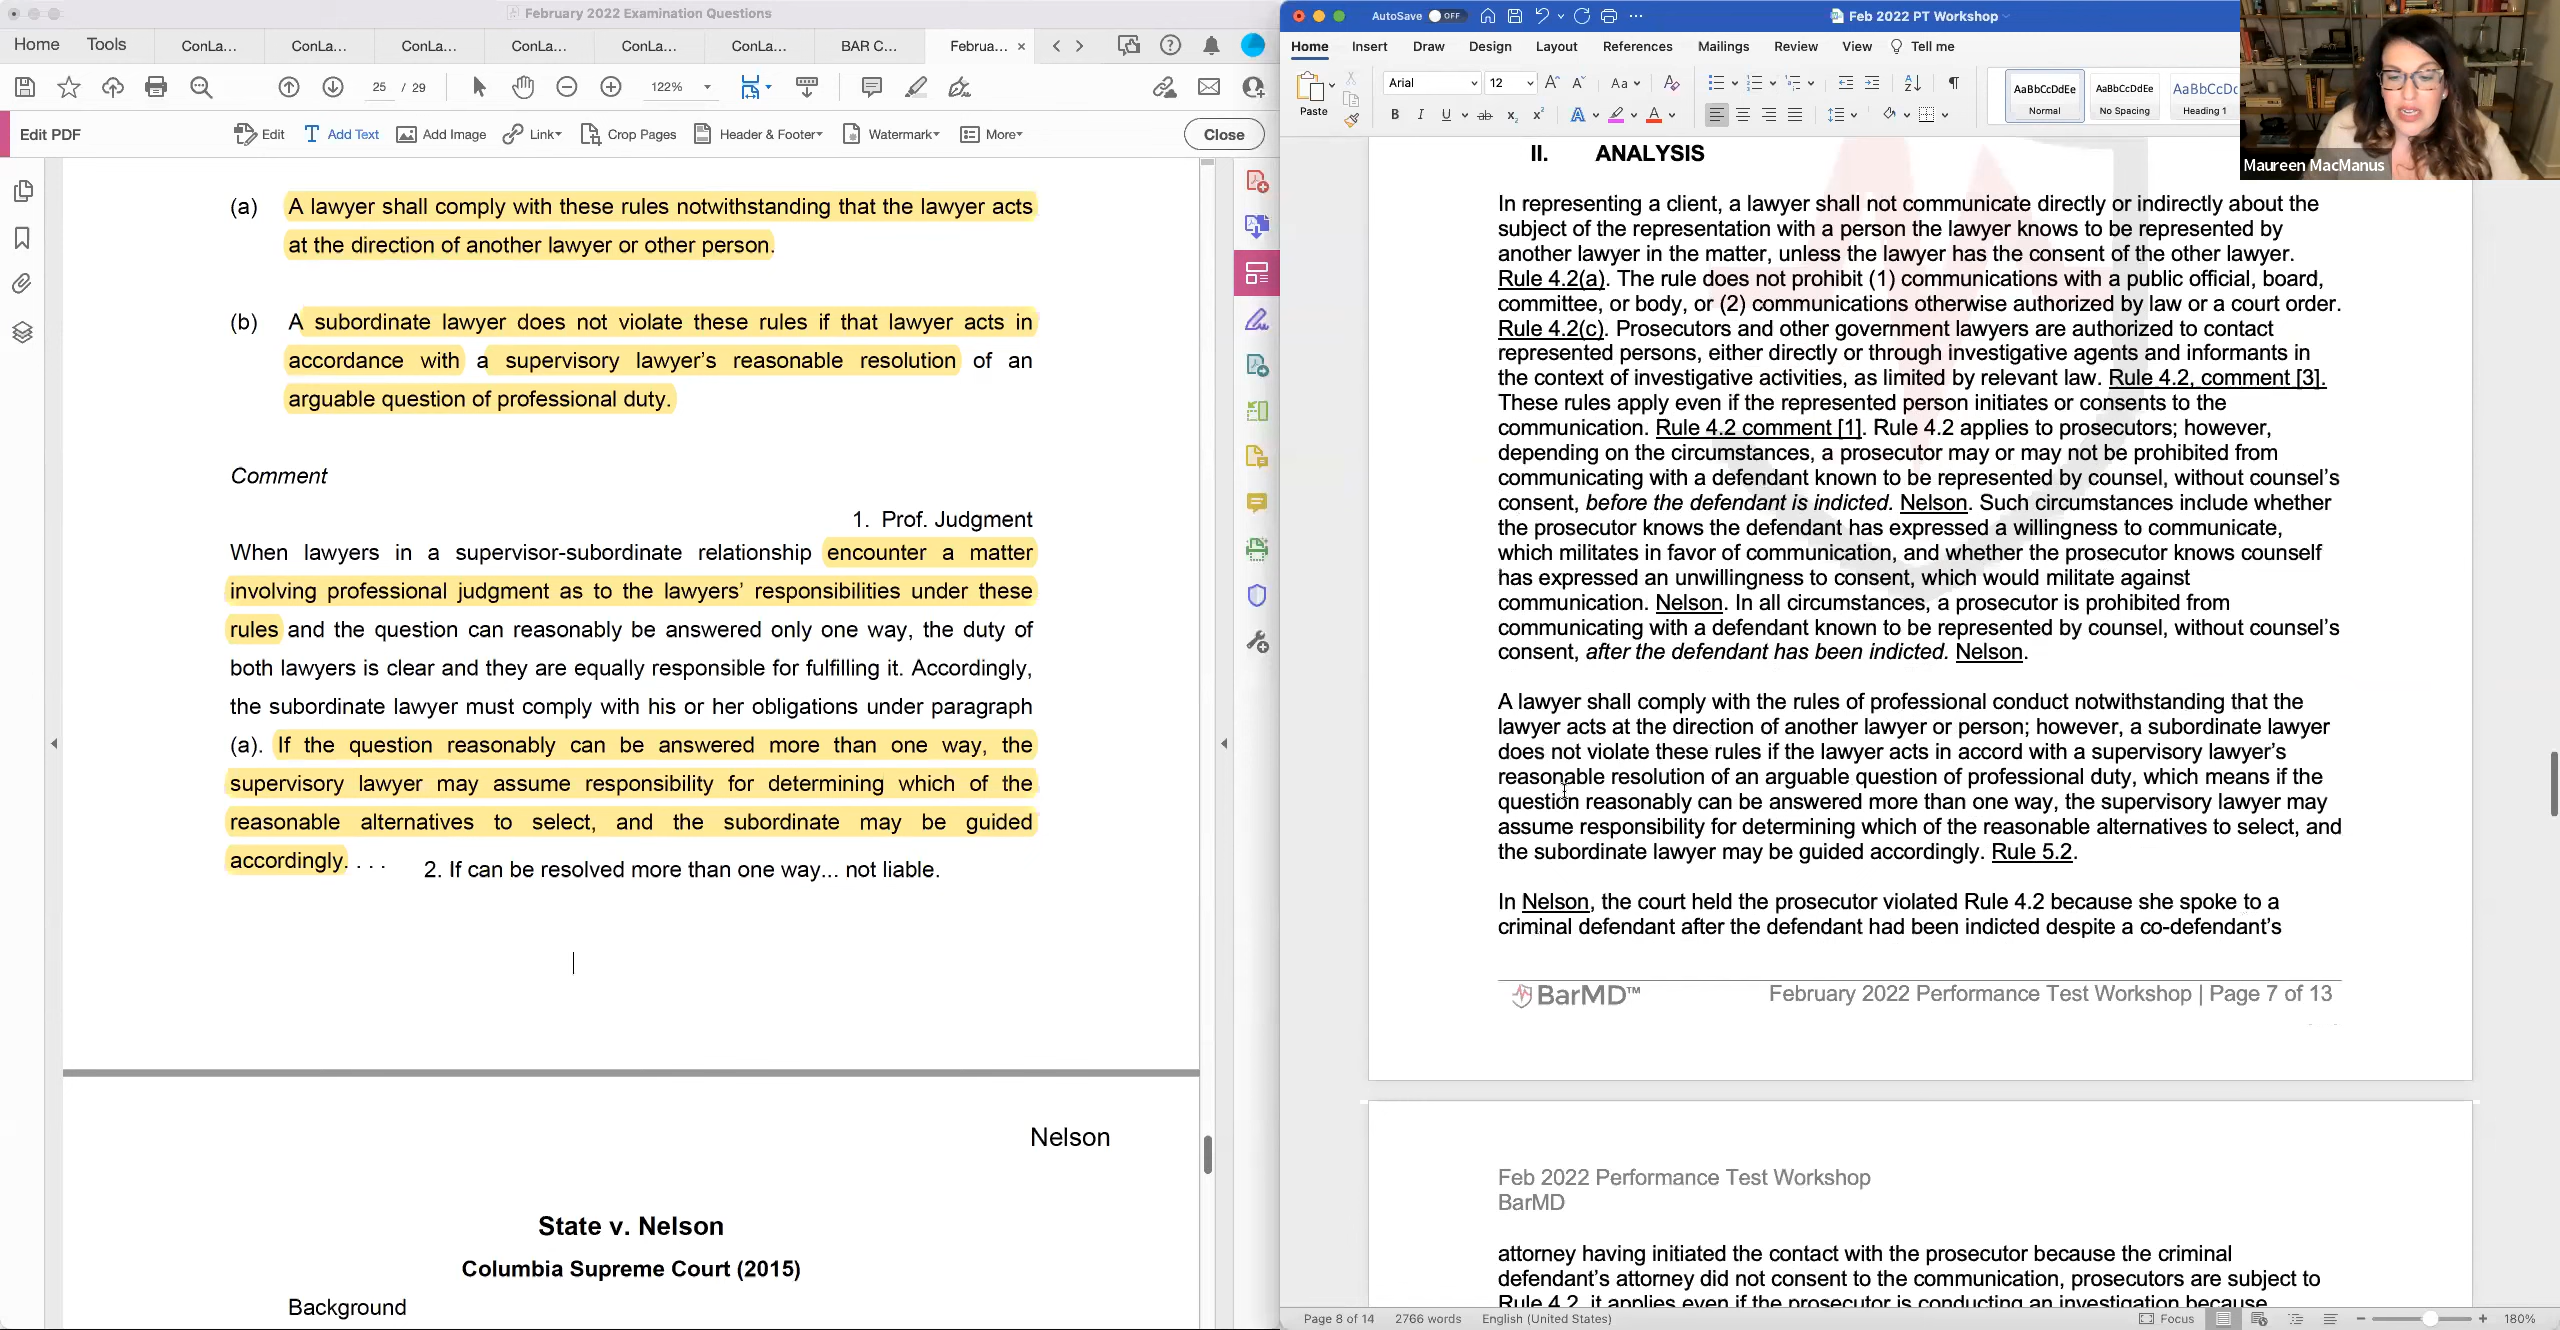 February 2022 Examination Questions
Home
Tools
ConLa...
ConLa...
ConLa...
ConLa...
ConLa...
ConLa...
BAR C...
Februa...
25 / 29
122%
Edit PDF
Edit
Add Text
Add Image
Link
Crop Pages
Header & Footer
Watermark
More
Close
(a) A lawyer shall comply with these rules notwithstanding that the lawyer acts
at the direction of another lawyer or other person.
(b) A subordinate lawyer does not violate these rules if that lawyer acts in
accordance with a supervisory lawyer's reasonable resolution of an
arguable question of professional duty.
Comment
1. Prof. Judgment
When lawyers in a supervisor-subordinate relationship encounter a matter
involving professional judgment as to the lawyers' responsibilities under these
rules and the question can reasonably be answered only one way, the duty of
both lawyers is clear and they are equally responsible for fulfilling it. Accordingly,
the subordinate lawyer must comply with his or her obligations under paragraph
(a). If the question reasonably can be answered more than one way, the
supervisory lawyer may assume responsibility for determining which of the
reasonable alternatives to select, and the subordinate may be guided
accordingly. . . .
2. If can be resolved more than one way... not liable.
Nelson
State v. Nelson
Columbia Supreme Court (2015)
Background
AutoSave OFF
Feb 2022 PT Workshop
Home
Insert
Draw
Design
Layout
References
Mailings
Review
View
Tell me
Paste
Arial
12
AaBbCcDdEe
Normal
AaBbCcDdEe
No Spacing
AaBbCcDc
Heading 1
Maureen MacManus
II. ANALYSIS
In representing a client, a lawyer shall not communicate directly or indirectly about the
subject of the representation with a person the lawyer knows to be represented by
another lawyer in the matter, unless the lawyer has the consent of the other lawyer.
Rule 4.2(a). The rule does not prohibit (1) communications with a public official, board,
committee, or body, or (2) communications otherwise authorized by law or a court order.
Rule 4.2(c). Prosecutors and other government lawyers are authorized to contact
represented persons, either directly or through investigative agents and informants in
the context of investigative activities, as limited by relevant law. Rule 4.2, comment [3].
These rules apply even if the represented person initiates or consents to the
communication. Rule 4.2 comment [1]. Rule 4.2 applies to prosecutors; however,
depending on the circumstances, a prosecutor may or may not be prohibited from
communicating with a defendant known to be represented by counsel, without counsel's
consent, before the defendant is indicted. Nelson. Such circumstances include whether
the prosecutor knows the defendant has expressed a willingness to communicate,
which militates in favor of communication, and whether the prosecutor knows counself
has expressed an unwillingness to consent, which would militate against
communication. Nelson. In all circumstances, a prosecutor is prohibited from
communicating with a defendant known to be represented by counsel, without counsel's
consent, after the defendant has been indicted. Nelson.
A lawyer shall comply with the rules of professional conduct notwithstanding that the
lawyer acts at the direction of another lawyer or person; however, a subordinate lawyer
does not violate these rules if the lawyer acts in accord with a supervisory lawyer's
reasonable resolution of an arguable question of professional duty, which means if the
question reasonably can be answered more than one way, the supervisory lawyer may
assume responsibility for determining which of the reasonable alternatives to select, and
the subordinate lawyer may be guided accordingly. Rule 5.2.
In Nelson, the court held the prosecutor violated Rule 4.2 because she spoke to a
criminal defendant after the defendant had been indicted despite a co-defendant's
BarMD™
February 2022 Performance Test Workshop | Page 7 of 13
Feb 2022 Performance Test Workshop
BarMD
attorney having initiated the contact with the prosecutor because the criminal
defendant's attorney did not consent to the communication, prosecutors are subject to
Rule 4.2, it applies even if the prosecutor is conducting an investigation because
Page 8 of 14
2766 words
English (United States)
Focus
180%